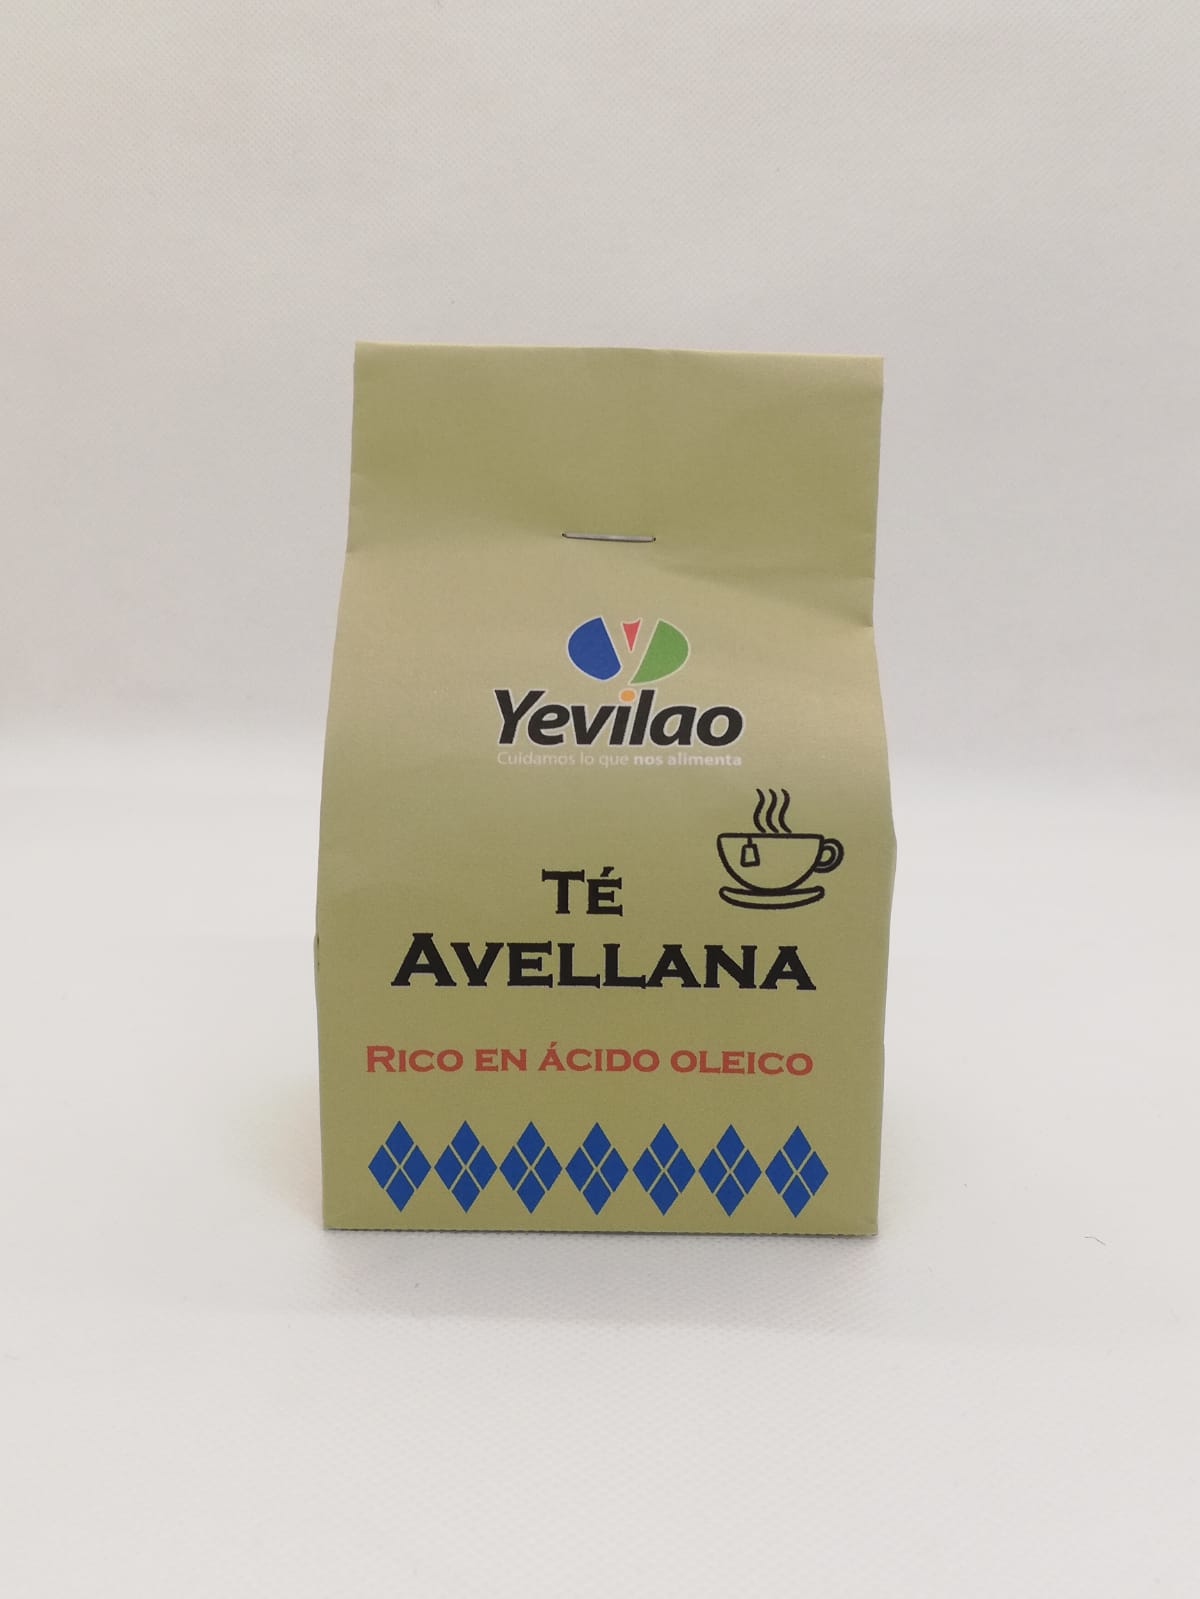 Yevilao
Cuidamos lo que nos alimenta
TÉ
AVELLANA
RICO EN ÁCIDO OLEICO